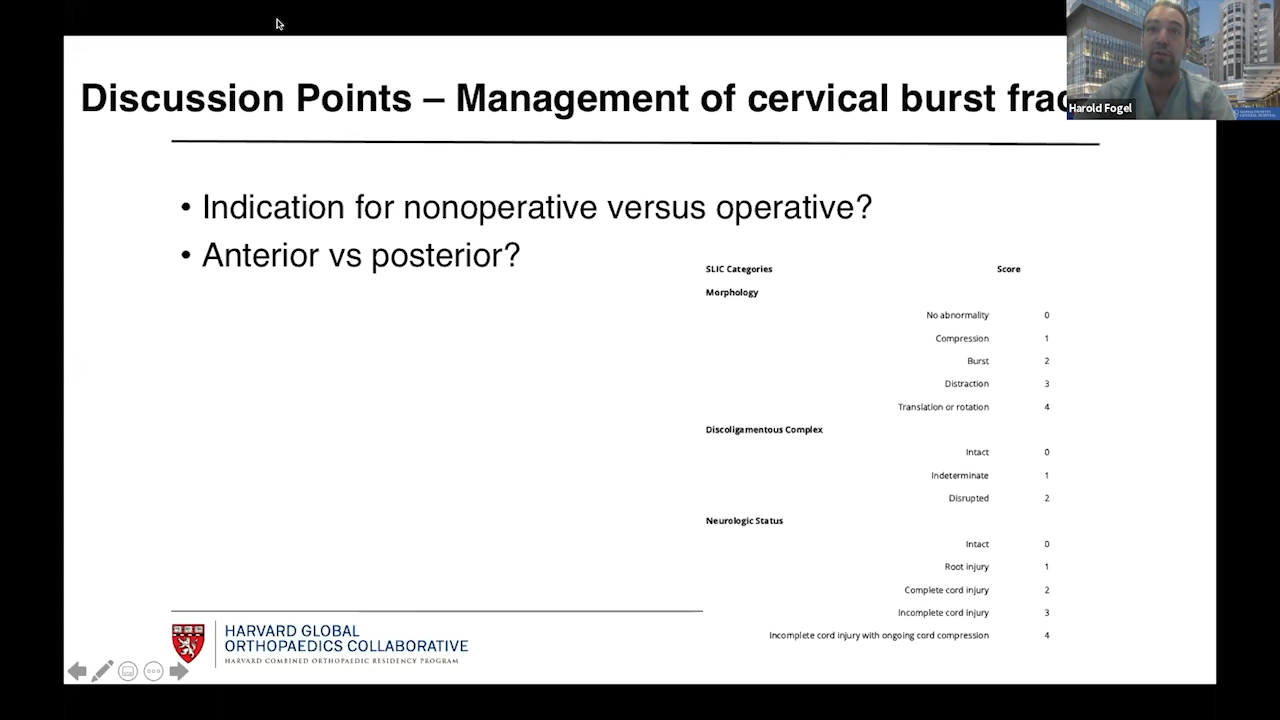 Discussion Points – Management of cervical burst frac
Harold Fogel
• Indication for nonoperative versus operative?
• Anterior vs posterior?
SLIC Categories Score
Morphology
No abnormality 0
Compression 1
Burst 2
Distraction 3
Translation or rotation 4
Discoligamentous Complex
Intact 0
Indeterminate 1
Disrupted 2
Neurologic Status
Intact 0
Root injury 1
Complete cord injury 2
Incomplete cord injury 3
Incomplete cord injury with ongoing cord compression 4
HARVARD GLOBAL
ORTHOPAEDICS COLLABORATIVE
HARVARD COMBINED ORTHOPAEDIC RESIDENCY PROGRAM